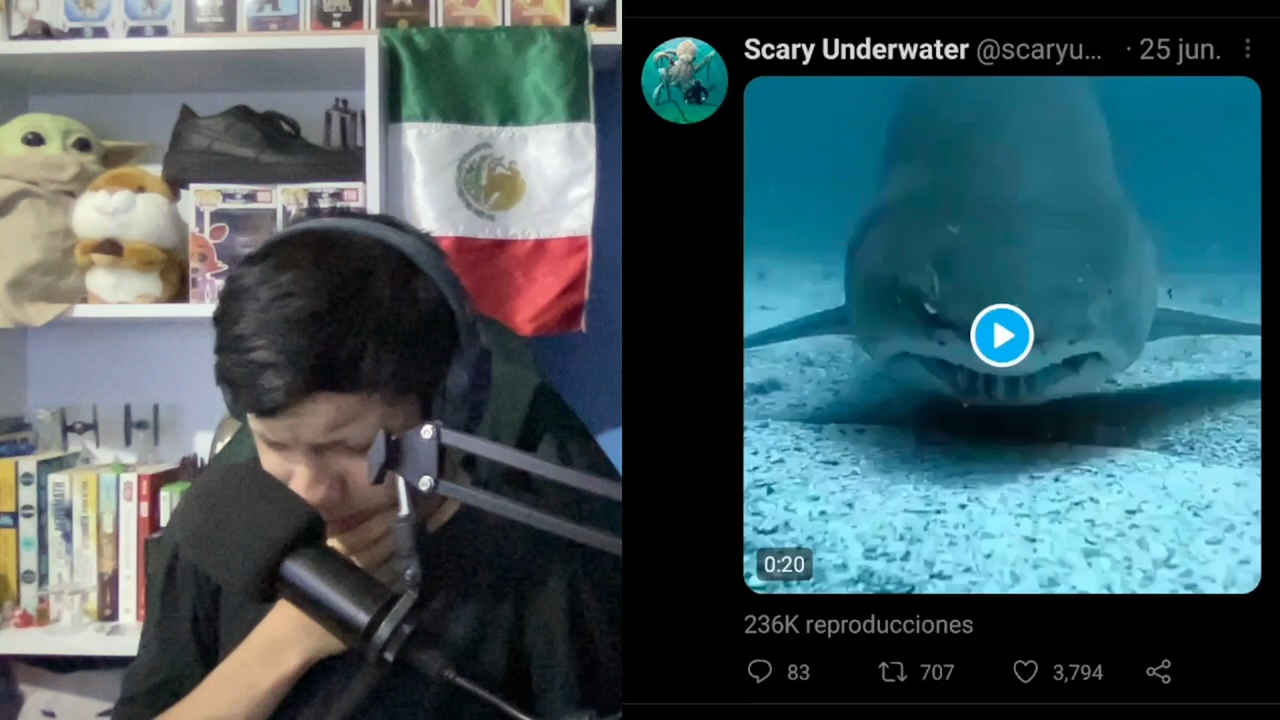 Scary Underwater @scaryu... · 25 jun.
0:20
236K reproducciones
83 707 3,794